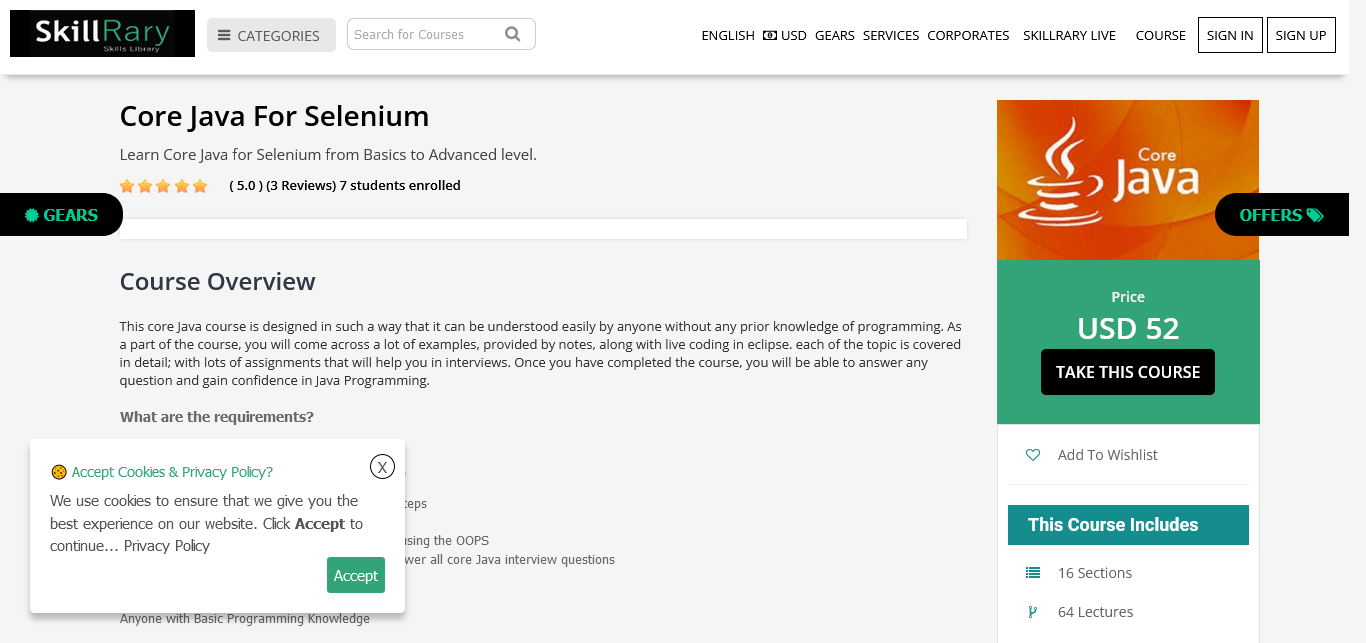 SkillRary
Skills Library
CATEGORIES
Search for Courses
ENGLISH USD GEARS SERVICES CORPORATES SKILLRARY LIVE COURSE SIGN IN SIGN UP
Core Java For Selenium
Learn Core Java for Selenium from Basics to Advanced level.
( 5.0 ) (3 Reviews) 7 students enrolled
GEARS
Core
Java
OFFERS
Course Overview
This core Java course is designed in such a way that it can be understood easily by anyone without any prior knowledge of programming. As
a part of the course, you will come across a lot of examples, provided by notes, along with live coding in eclipse. each of the topic is covered
in detail; with lots of assignments that will help you in interviews. Once you have completed the course, you will be able to answer any
question and gain confidence in Java Programming.
What are the requirements?
Price
USD 52
TAKE THIS COURSE
Add To Wishlist
This Course Includes
16 Sections
64 Lectures
Accept Cookies & Privacy Policy?
X
We use cookies to ensure that we give you the
best experience on our website. Click Accept to
continue... Privacy Policy
Accept
using the OOPS
all core Java interview questions
Anyone with Basic Programming Knowledge